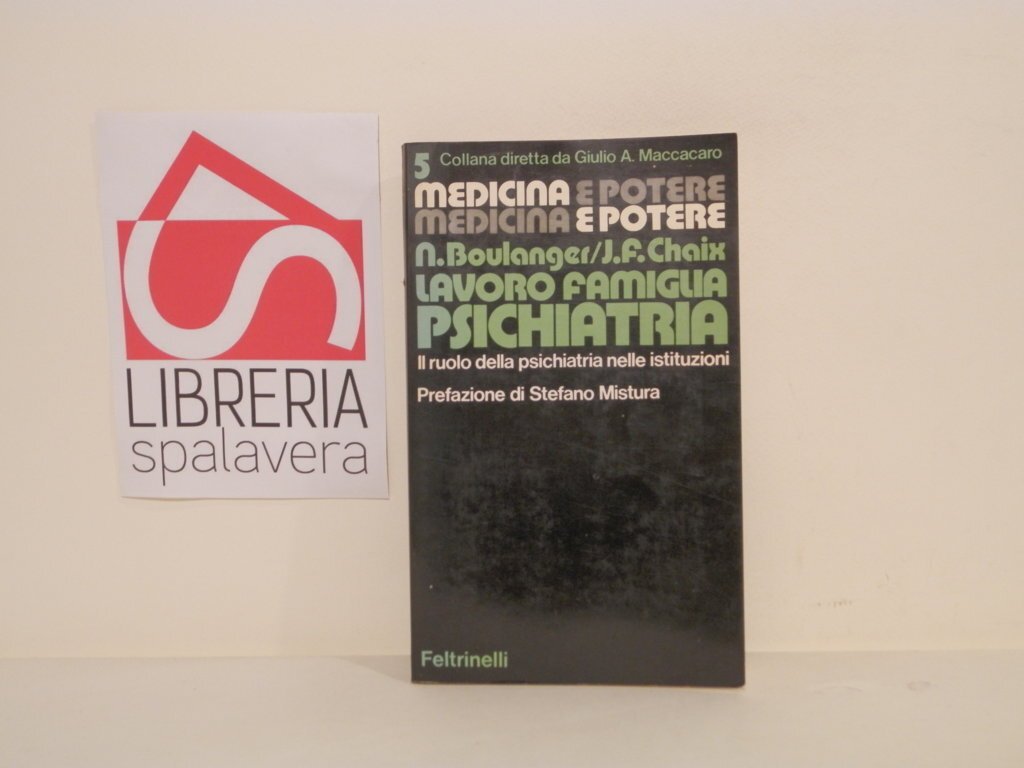 LIBRERIA
spalavera
5 Collana diretta da Giulio A. Maccacaro
MEDICINA E POTERE
MEDICINA E POTERE
N. Boulanger/J.F. Chaix
LAVORO FAMIGLIA
PSICHIATRIA
Il ruolo della psichiatria nelle istituzioni
Prefazione di Stefano Mistura
Feltrinelli